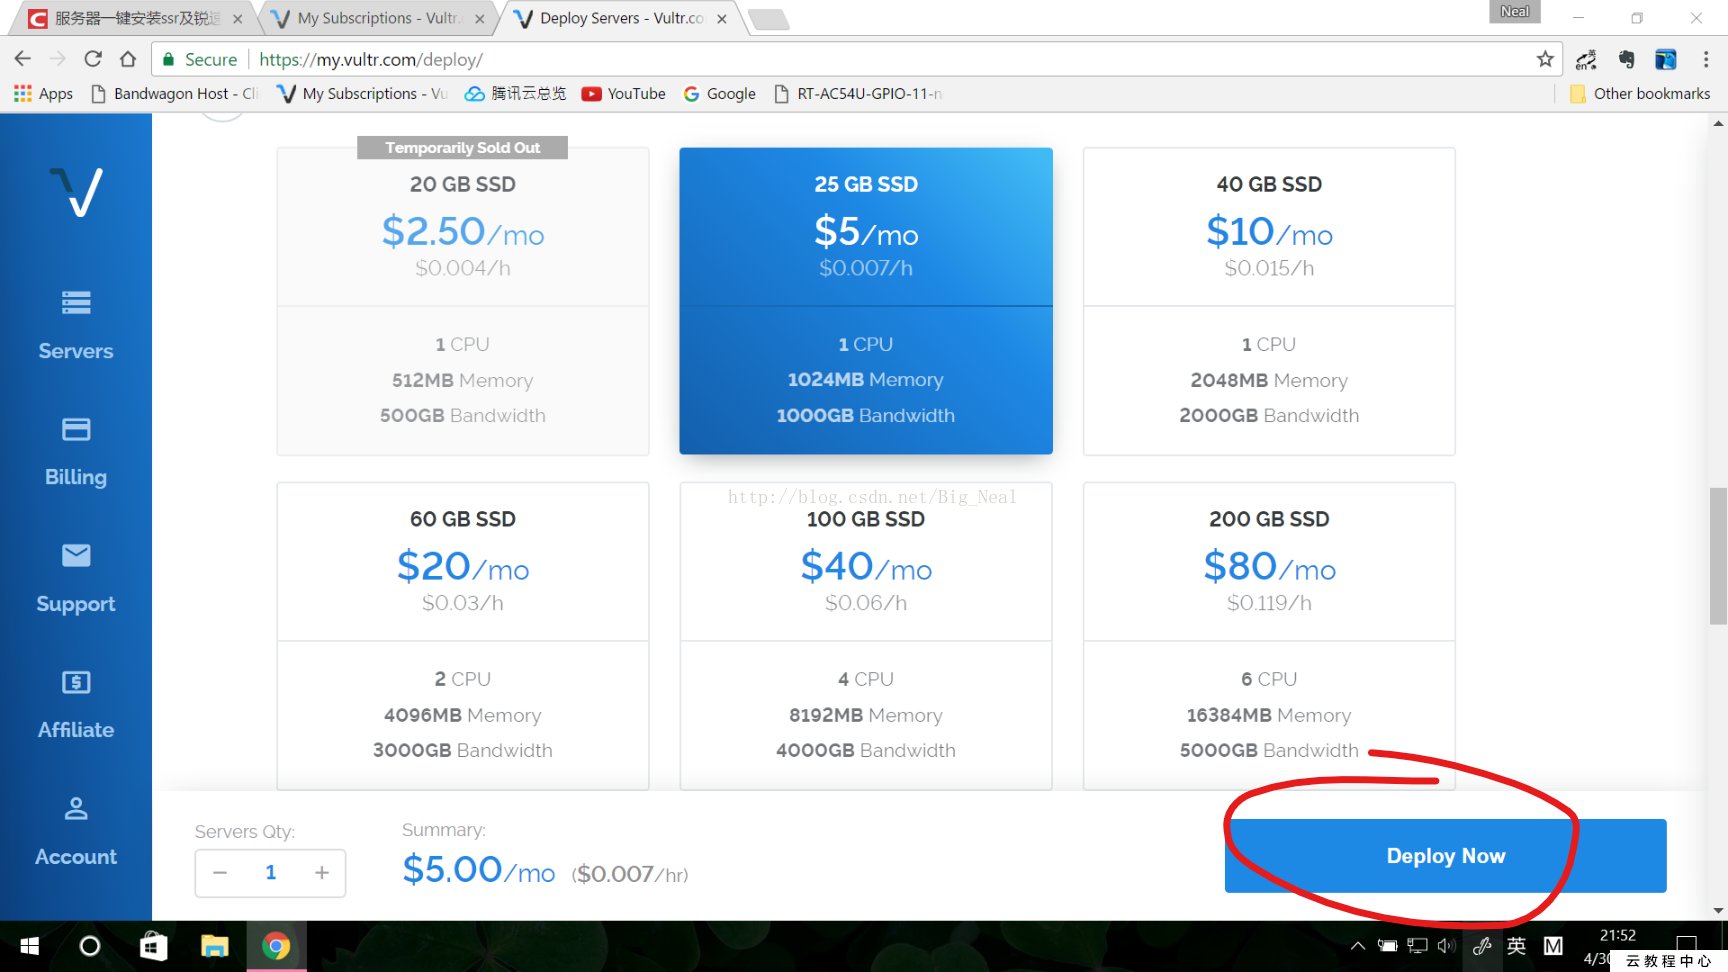 服务器一键安装ssr及锐速
My Subscriptions - Vultr.
Deploy Servers - Vultr.co
Neal
Secure
https://my.vultr.com/deploy/
Apps
Bandwagon Host - Cli
My Subscriptions - Vu
腾讯云总览
YouTube
Google
RT-AC54U-GPIO-11-n
Other bookmarks
Temporarily Sold Out
20 GB SSD
$2.50/mo
$0.004/h
1 CPU
512MB Memory
500GB Bandwidth
25 GB SSD
$5/mo
$0.007/h
1 CPU
1024MB Memory
1000GB Bandwidth
40 GB SSD
$10/mo
$0.015/h
1 CPU
2048MB Memory
2000GB Bandwidth
Servers
Billing
Support
Affiliate
Account
http://blog.csdn.net/Big_Neal
60 GB SSD
$20/mo
$0.03/h
2 CPU
4096MB Memory
3000GB Bandwidth
100 GB SSD
$40/mo
$0.06/h
4 CPU
8192MB Memory
4000GB Bandwidth
200 GB SSD
$80/mo
$0.119/h
6 CPU
16384MB Memory
5000GB Bandwidth
Servers Qty:
1
Summary:
$5.00/mo ($0.007/hr)
Deploy Now
英
M
21:52
4/30
云教程中心